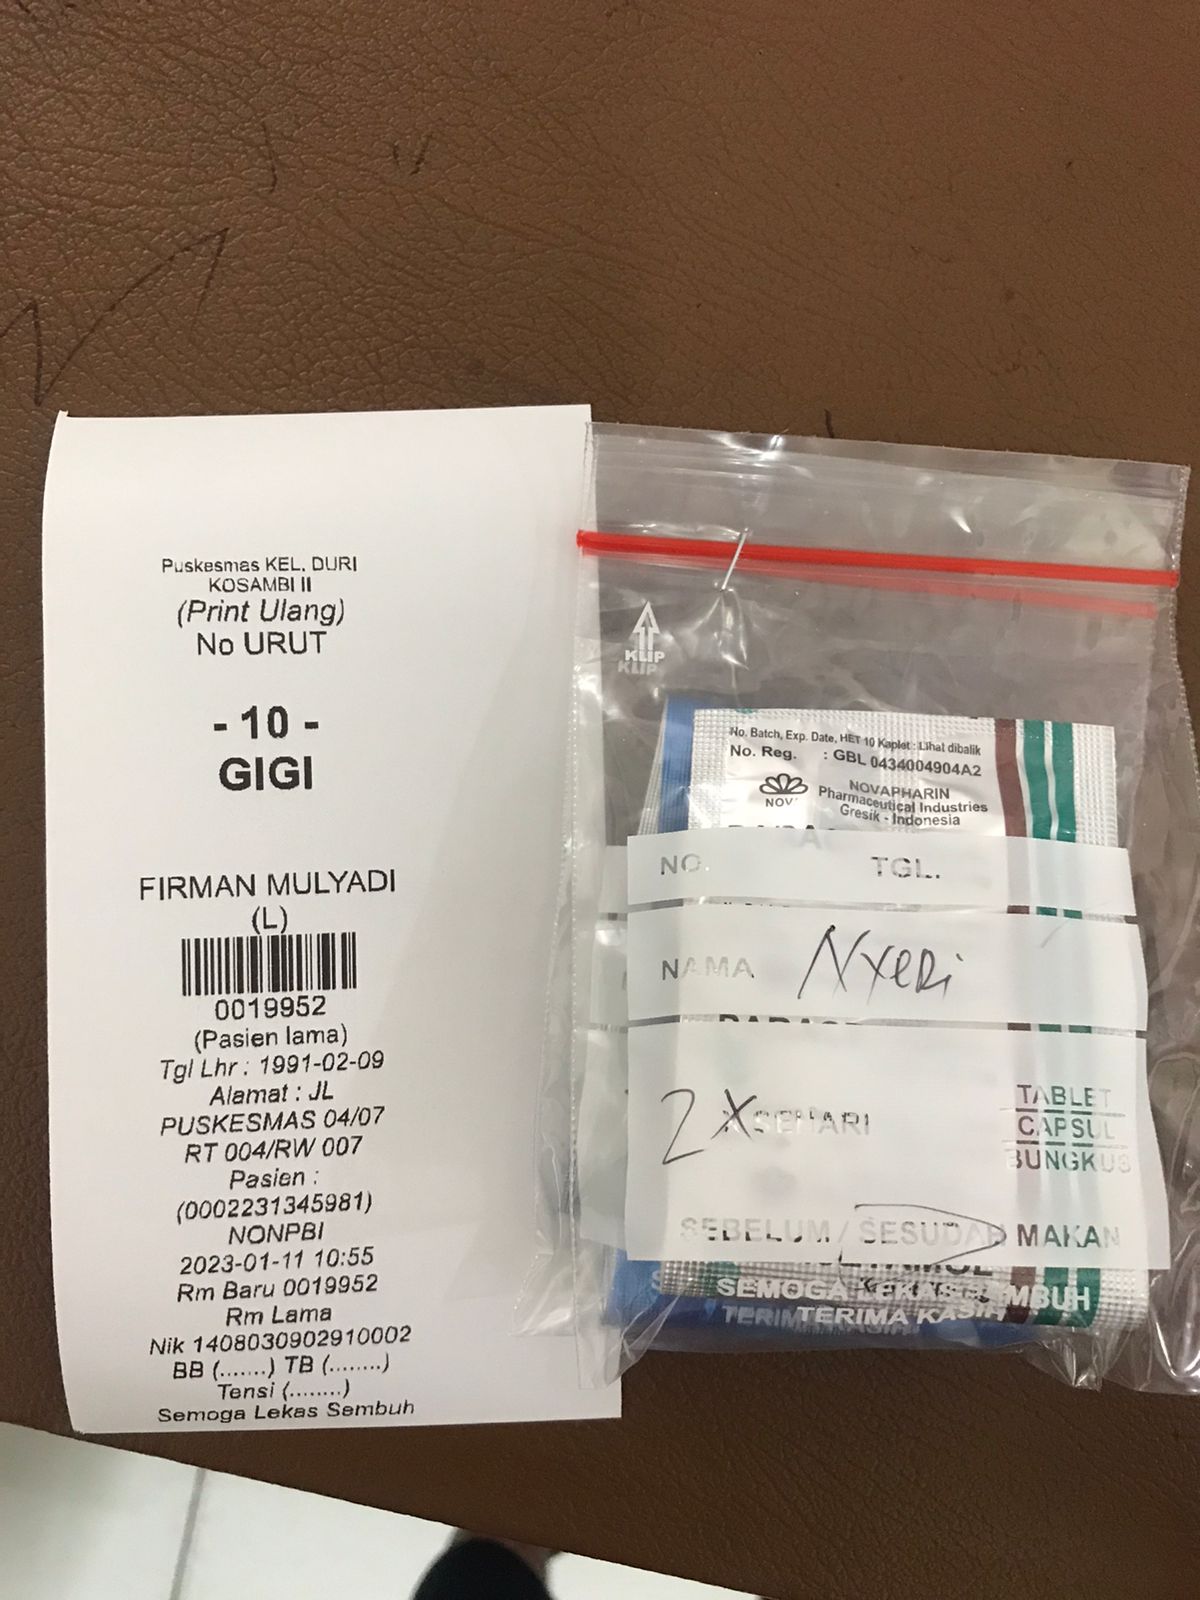 Puskesmas KEL. DURI
KOSAMBI II
(Print Ulang)
No URUT
- 10 -
GIGI
FIRMAN MULYADI
(L)
0019952
(Pasien lama)
Tgl Lhr : 1991-02-09
Alamat : JL
PUSKESMAS 04/07
RT 004/RW 007
Pasien :
(0002231345981)
NONPBI
2023-01-11 10:55
Rm Baru 0019952
Rm Lama
Nik 1408030902910002
BB (.......) TB (........)
Tensi (........)
Semoga Lekas Sembuh
KLIP
No. Batch, Exp. Date, HET 10 Kaplet : Lihat dibalik
No. Reg. : GBL 0434004904A2
NOVAPHARIN
Pharmaceutical Industries
Gresik - Indonesia
NO. TGL.
NAMA Nyeri
2 X SEHARI
TABLET
CAPSUL
BUNGKUS
SEBELUM / SESUDAH MAKAN
SEMOGA LEKAS SEMBUH
TERIMA KASIH